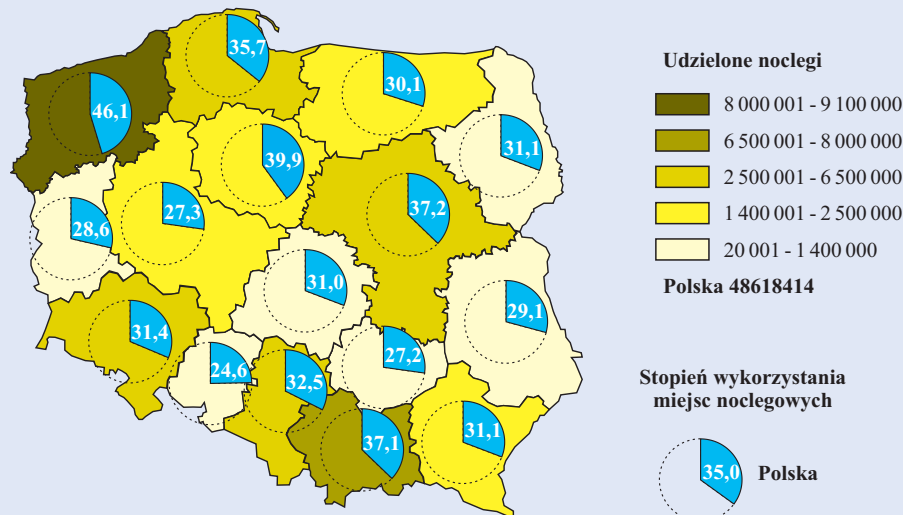 35,7
30,1
46,1
31,1
39,9
37,2
27,3
28,6
31,0
29,1
31,4
27,2
24,6
32,5
37,1
31,1
Udzielone noclegi
8 000 001 - 9 100 000
6 500 001 - 8 000 000
2 500 001 - 6 500 000
1 400 001 - 2 500 000
20 001 - 1 400 000
Polska 48618414
Stopień wykorzystania
miejsc noclegowych
35,0 Polska